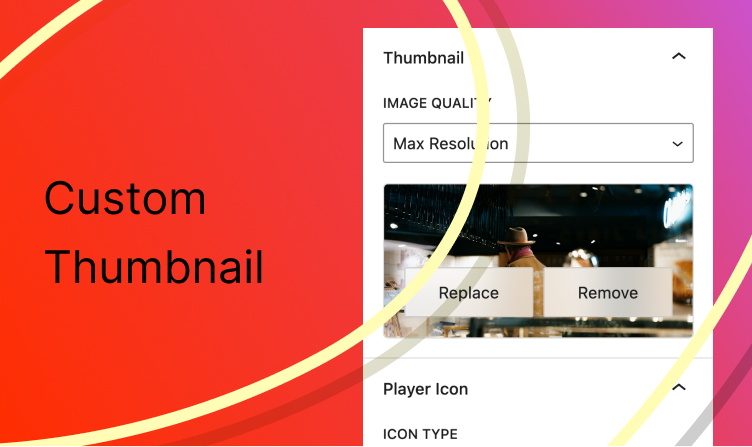 Custom
Thumbnail
Thumbnail
IMAGE QUALITY
Max Resolution
Replace
Remove
Player Icon
ICON TYPE